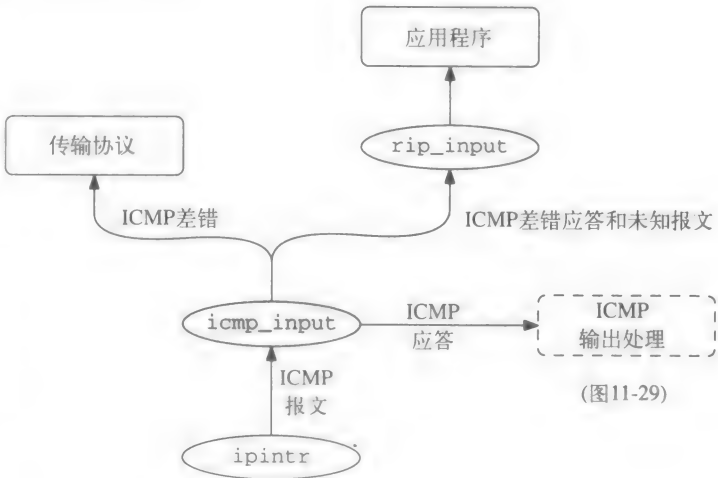 应用程序
传输协议
rip_input
ICMP差错
ICMP差错应答和未知报文
icmp_input
ICMP
应答
ICMP
输出处理
(图11-29)
ICMP
报文
ipintr